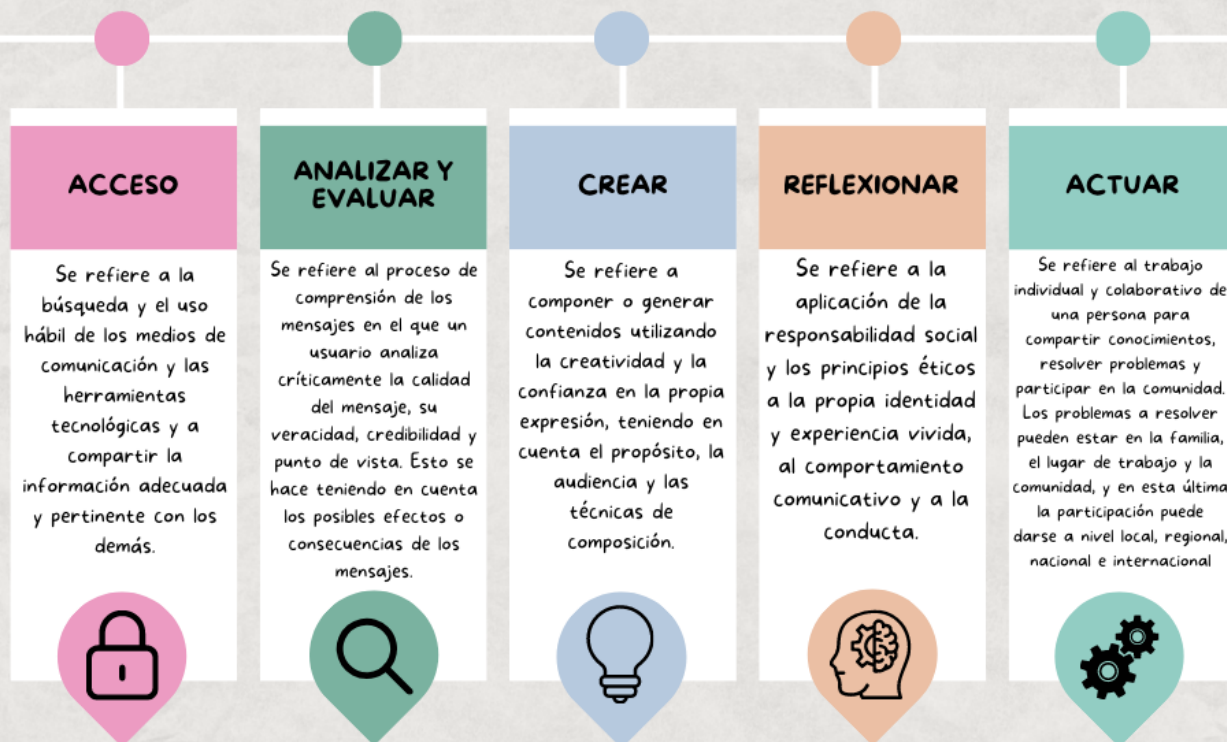 ACCESO
Se refiere a la
búsqueda y el uso
hábil de los medios de
comunicación y las
herramientas
tecnológicas y a
compartir la
información adecuada
y pertinente con los
demás.
ANALIZAR Y
EVALUAR
Se refiere al proceso de
comprensión de los
mensajes en el que un
usuario analiza
críticamente la calidad
del mensaje, su
veracidad, credibilidad y
punto de vista. Esto se
hace teniendo en cuenta
los posibles efectos o
consecuencias de los
mensajes.
CREAR
Se refiere a
componer o generar
contenidos utilizando
la creatividad y la
confianza en la propia
expresión, teniendo en
cuenta el propósito, la
audiencia y las
técnicas de
composición.
REFLEXIONAR
Se refiere a la
aplicación de la
responsabilidad social
y los principios éticos
a la propia identidad
y experiencia vivida,
al comportamiento
comunicativo y a la
conducta.
ACTUAR
Se refiere al trabajo
individual y colaborativo de
una persona para
compartir conocimientos,
resolver problemas y
participar en la comunidad.
Los problemas a resolver
pueden estar en la familia,
el lugar de trabajo y la
comunidad, y en esta última
la participación puede
darse a nivel local, regional,
nacional e internacional